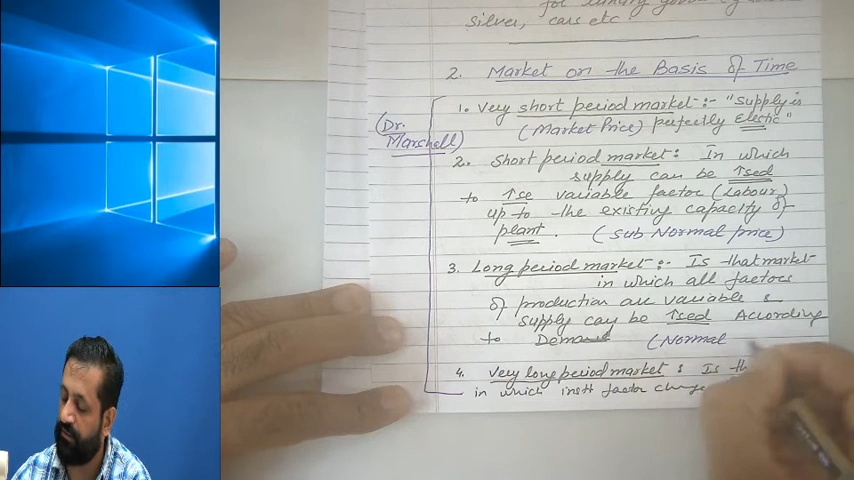 for luxury goods
silver, cars etc.
2. Market on the Basis of Time
1. Very short period market :- "Supply is
(Market Price) perfectly Elestic"
(Dr. Marshell)
2. Short period market : In which
supply can be ↑sed
to ↑se variable factor (Labour)
up to the existing capacity of
plant. (Sub Normal price)
3. Long period market :- Is that market
in which all factors
of production are variable &
supply can be ↑sed According
to Demand (Normal
4. Very long period market : Is
in which factor